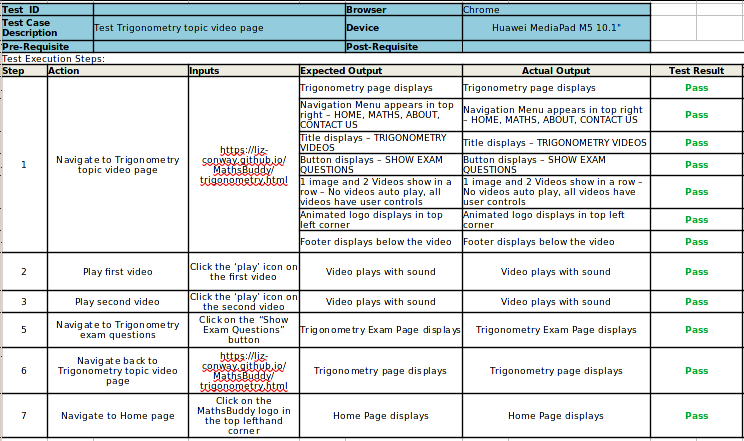 Test ID
Browser
Chrome
Test Case
Description
Test Trigonometry topic video page
Device
Huawei MediaPad M5 10.1"
Pre-Requisite
Post-Requisite
Test Execution Steps:
Step
Action
Inputs
Expected Output
Actual Output
Test Result
1
Navigate to Trigonometry
topic video page
https://liz-
conway.github.io/
MathsBuddy/
trigonometry.html
Trigonometry page displays
Trigonometry page displays
Pass
Navigation Menu appears in top
right – HOME, MATHS, ABOUT,
CONTACT US
Navigation Menu appears in top right
– HOME, MATHS, ABOUT, CONTACT US
Pass
Title displays – TRIGONOMETRY
VIDEOS
Title displays – TRIGONOMETRY VIDEOS
Pass
Button displays – SHOW EXAM
QUESTIONS
Button displays – SHOW EXAM
QUESTIONS
Pass
1 image and 2 Videos show in a
row – No videos auto play, all
videos have user controls
1 image and 2 Videos show in a row –
No videos auto play, all videos have
user controls
Pass
Animated logo displays in top
left corner
Animated logo displays in top left
corner
Pass
Footer displays below the video
Footer displays below the video
Pass
2
Play first video
Click the ‘play’ icon on
the first video
Video plays with sound
Video plays with sound
Pass
3
Play second video
Click the ‘play’ icon on
the second video
Video plays with sound
Video plays with sound
Pass
5
Navigate to Trigonometry
exam questions
Click on the “Show
Exam Questions”
button
Trigonometry Exam Page displays
Trigonometry Exam Page displays
Pass
6
Navigate back to
Trigonometry topic video
page
https://liz-
conway.github.io/
MathsBuddy/
trigonometry.html
Trigonometry page displays
Trigonometry page displays
Pass
7
Navigate to Home page
Click on the
MathsBuddy logo in
the top lefthand
corner
Home Page displays
Home Page displays
Pass